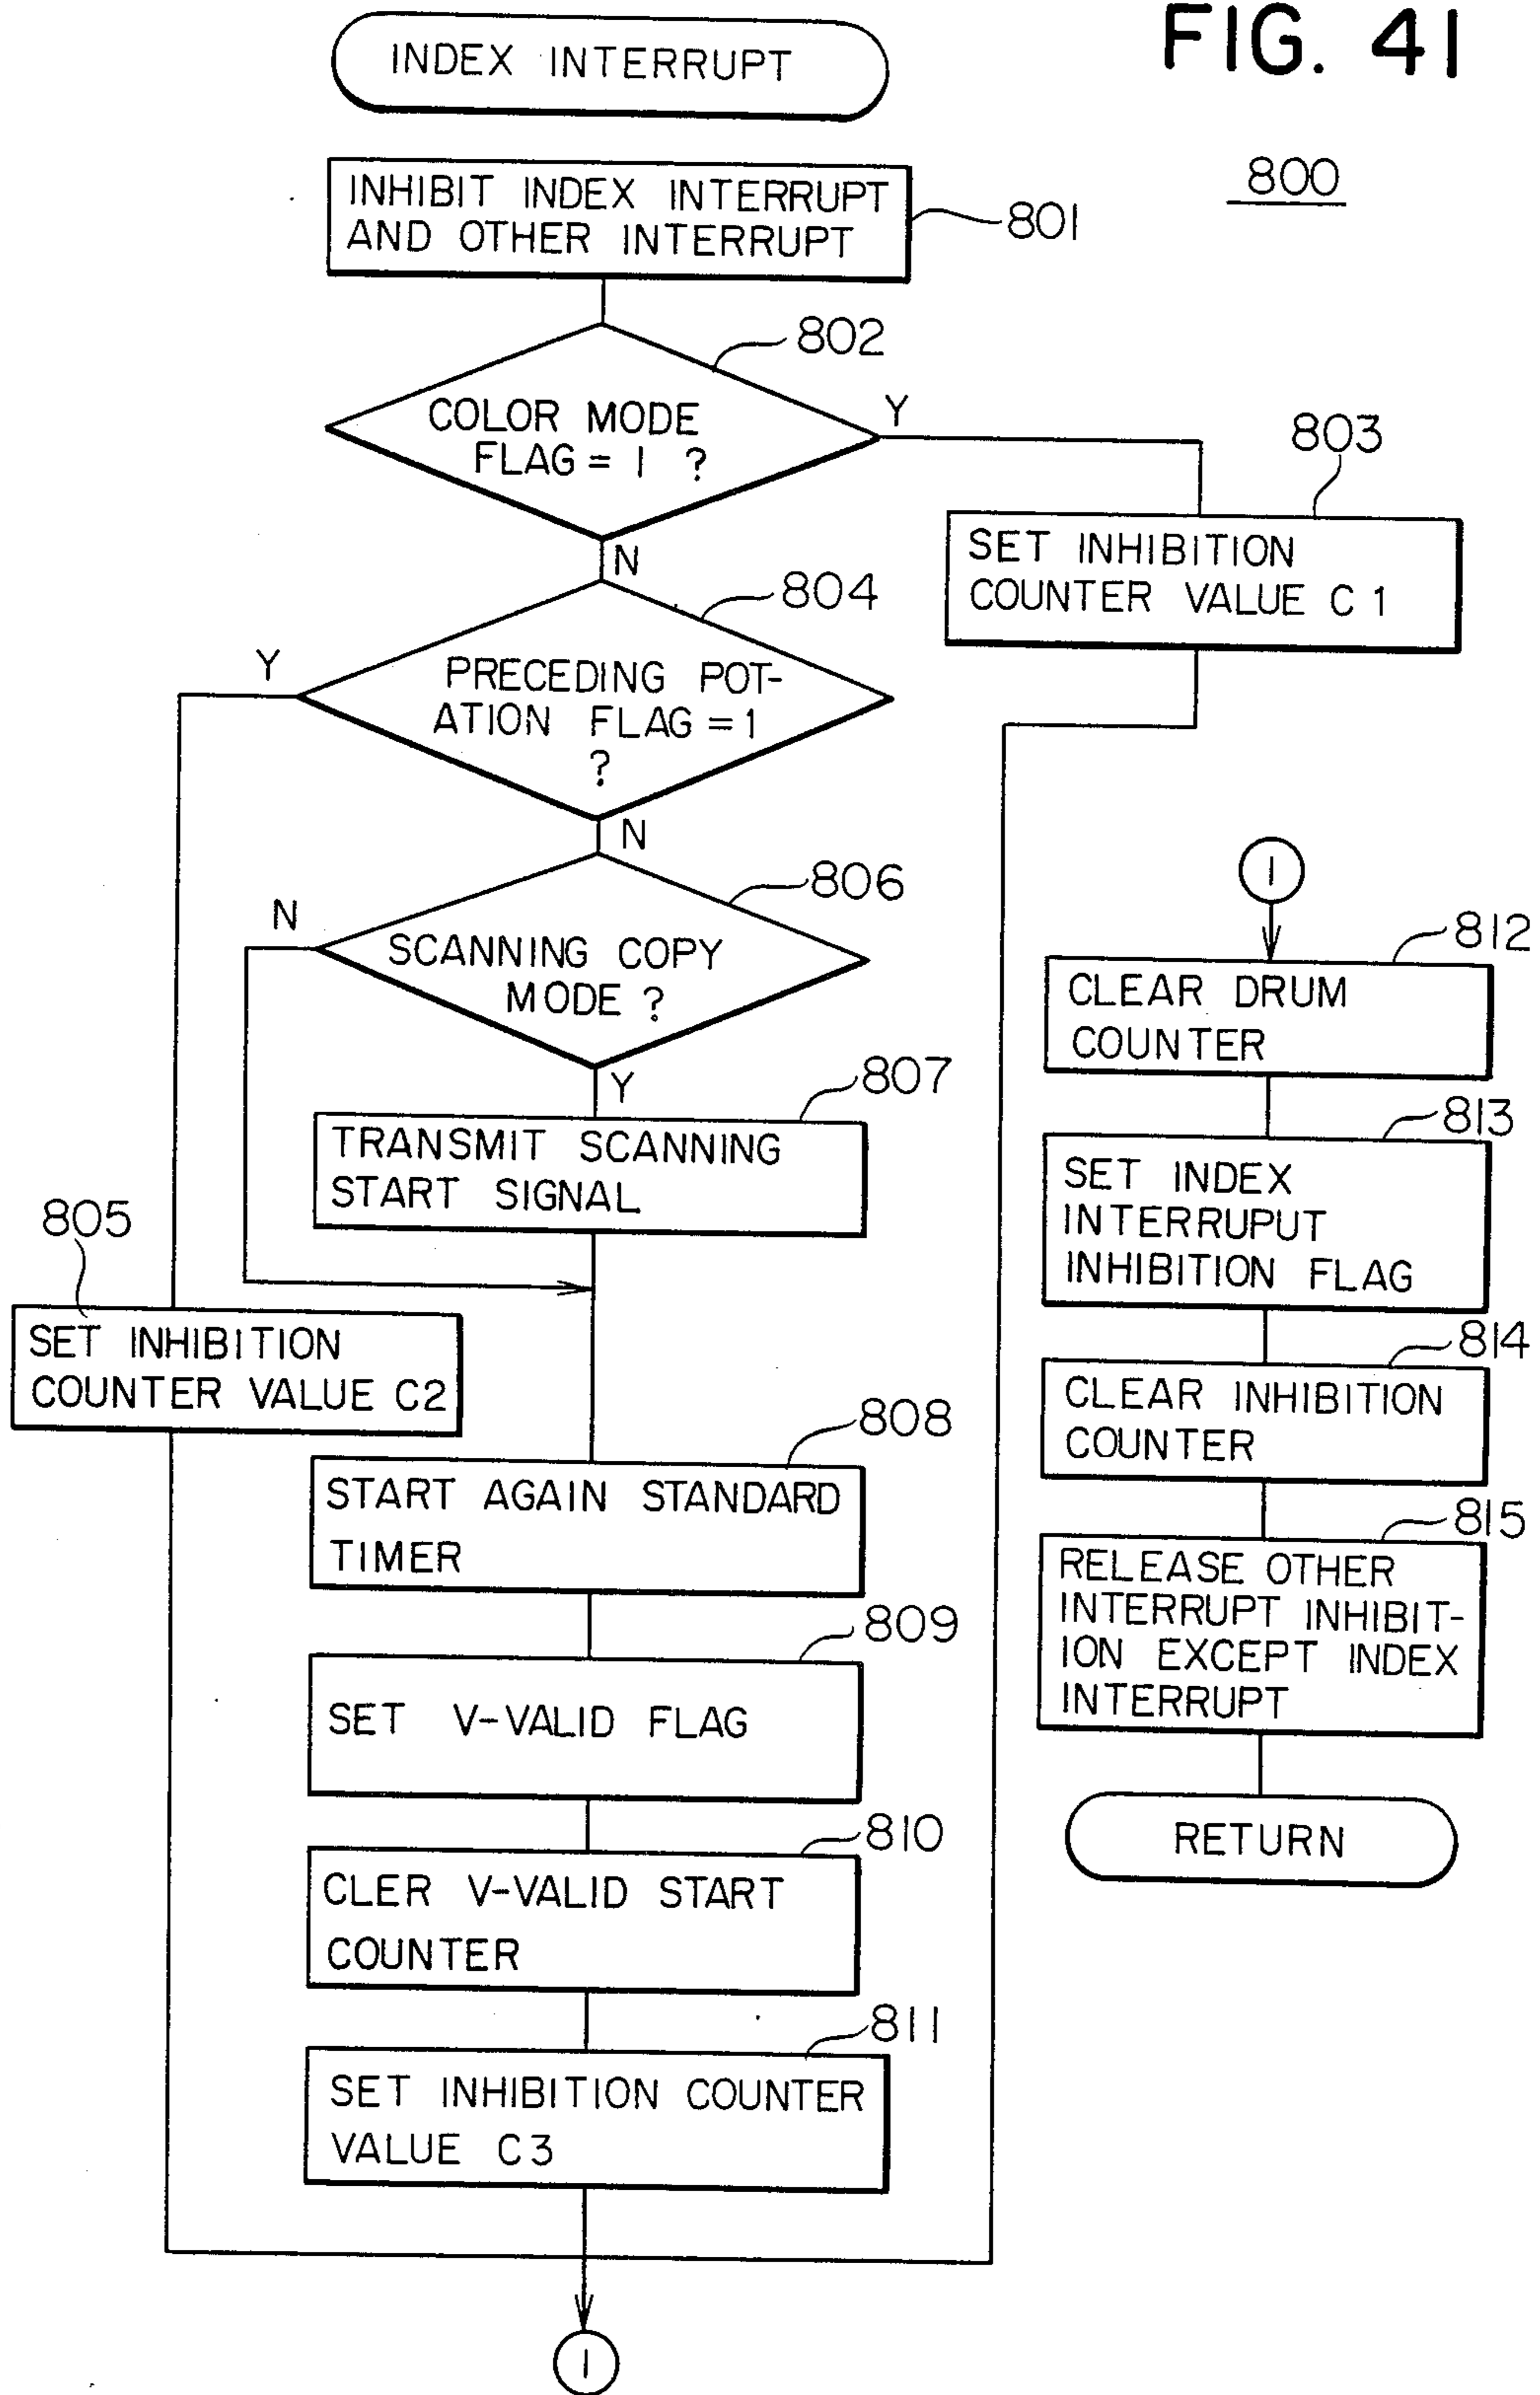 FIG. 41
800
INDEX INTERRUPT
INHIBIT INDEX INTERRUPT
AND OTHER INTERRUPT
801
802
COLOR MODE
FLAG = 1 ?
Y
N
803
SET INHIBITION
COUNTER VALUE C1
804
PRECEDING POT-
ATION FLAG = 1
?
Y
N
806
SCANNING COPY
MODE ?
N
Y
807
TRANSMIT SCANNING
START SIGNAL
805
SET INHIBITION
COUNTER VALUE C2
808
START AGAIN STANDARD
TIMER
809
SET V-VALID FLAG
810
CLER V-VALID START
COUNTER
811
SET INHIBITION COUNTER
VALUE C3
1
1
812
CLEAR DRUM
COUNTER
813
SET INDEX
INTERRUPUT
INHIBITION FLAG
814
CLEAR INHIBITION
COUNTER
815
RELEASE OTHER
INTERRUPT INHIBIT-
ION EXCEPT INDEX
INTERRUPT
RETURN